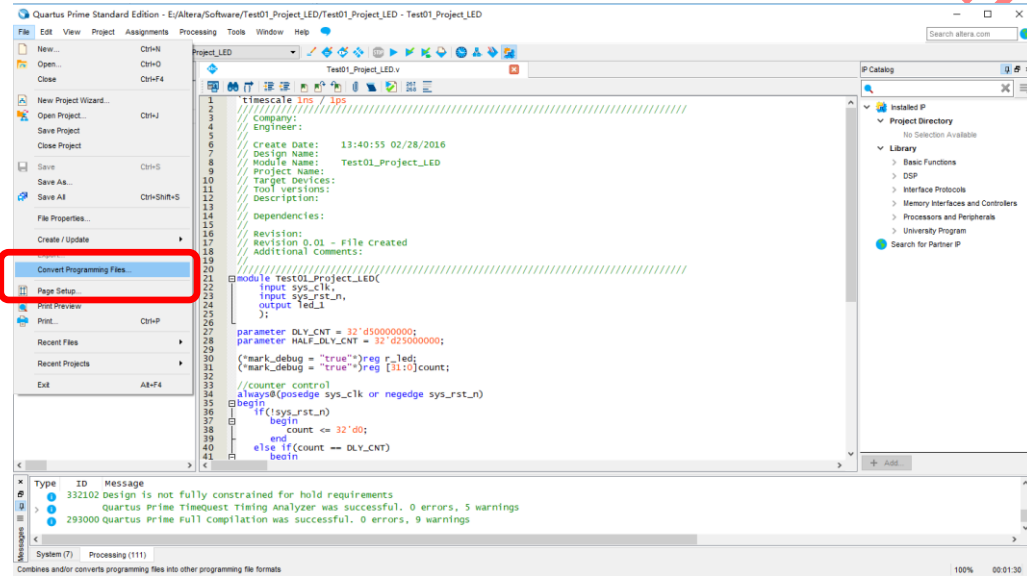 Quartus Prime Standard Edition - E:/Altera/Software/Test01_Project_LED/Test01_Project_LED - Test01_Project_LED
File Edit View Project Assignments Processing Tools Window Help
Search altera.com
New... Ctrl+N
Open... Ctrl+O
Close Ctrl+F4
New Project Wizard...
Open Project... Ctrl+J
Save Project
Close Project
Save Ctrl+S
Save As...
Save All Ctrl+Shift+S
File Properties...
Create / Update
Export...
Convert Programming Files...
Page Setup...
Print Preview
Print... Ctrl+P
Recent Files
Recent Projects
Exit Alt+F4
Project_LED
Test01_Project_LED.v
267
268
1 `timescale 1ns / 1ps
2 //////////////////////////////////////////////////////////////////////////////////
3 // Company:
4 // Engineer:
5 //
6 // Create Date: 13:40:55 02/28/2016
7 // Design Name:
8 // Module Name: Test01_Project_LED
9 // Project Name:
10 // Target Devices:
11 // Tool versions:
12 // Description:
13 //
14 // Dependencies:
15 //
16 // Revision:
17 // Revision 0.01 - File Created
18 // Additional Comments:
19 //
20 //////////////////////////////////////////////////////////////////////////////////
21 module Test01_Project_LED(
22 input sys_clk,
23 input sys_rst_n,
24 output led_1
25 );
26
27 parameter DLY_CNT = 32'd50000000;
28 parameter HALF_DLY_CNT = 32'd25000000;
29
30 (*mark_debug = "true"*)reg r_led;
31 (*mark_debug = "true"*)reg [31:0]count;
32
33 //counter control
34 always@(posedge sys_clk or negedge sys_rst_n)
35 begin
36 if(!sys_rst_n)
37 begin
38 count <= 32'd0;
39 end
40 else if(count == DLY_CNT)
41 begin
IP Catalog
Installed IP
Project Directory
No Selection Available
Library
Basic Functions
DSP
Interface Protocols
Memory Interfaces and Controllers
Processors and Peripherals
University Program
Search for Partner IP
+ Add...
Type ID Message
332102 Design is not fully constrained for hold requirements
Quartus Prime TimeQuest Timing Analyzer was successful. 0 errors, 5 warnings
293000 Quartus Prime Full Compilation was successful. 0 errors, 9 warnings
Messages
System (7) Processing (111)
Combines and/or converts programming files into other programming file formats
100% 00:01:30